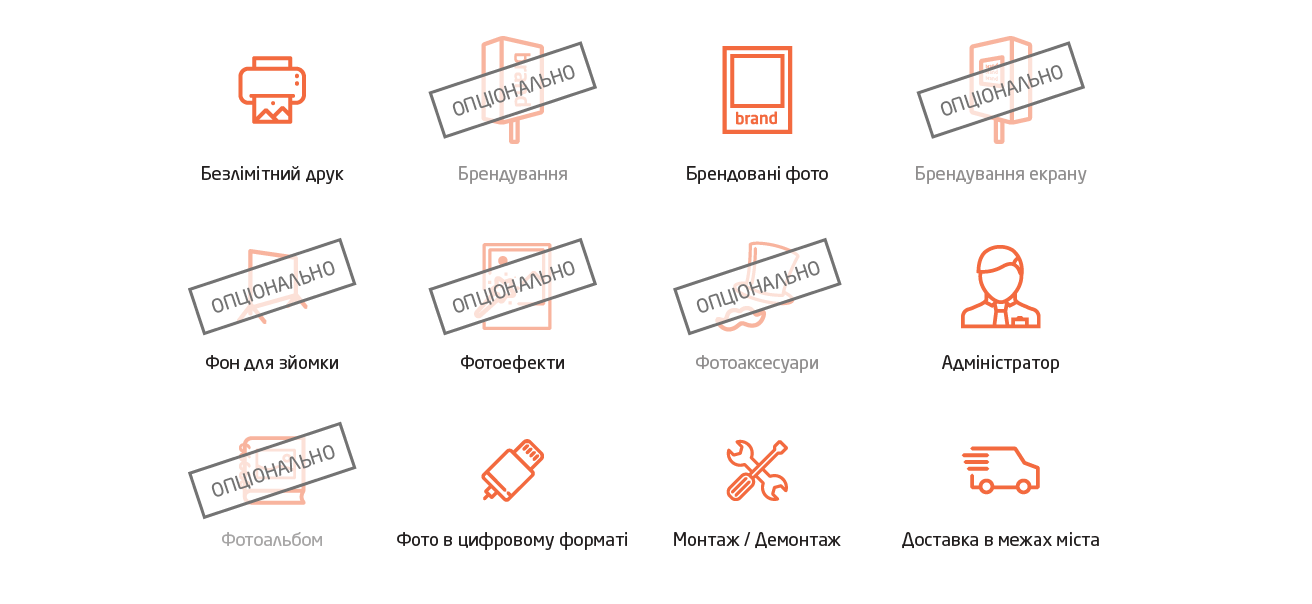 ОПЦІОНАЛЬНО
brand
brand
ОПЦІОНАЛЬНО
Безлімітний друк
Брендування
Брендовані фото
Брендування екрану
ОПЦІОНАЛЬНО
ОПЦІОНАЛЬНО
ОПЦІОНАЛЬНО
Фон для зйомки
Фотоефекти
Фотоаксесуари
Адміністратор
ОПЦІОНАЛЬНО
Фотоальбом
Фото в цифровому форматі
Монтаж / Демонтаж
Доставка в межах міста